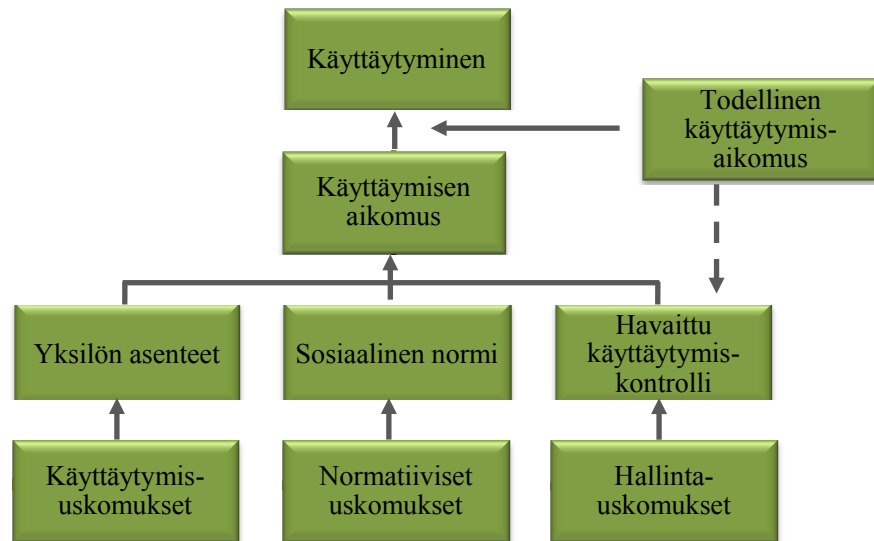 Käyttäytyminen
Todellinen
käyttäytymis-
aikomus
Käyttäymisen
aikomus
Yksilön asenteet
Sosiaalinen normi
Havaittu
käyttäytymis-
kontrolli
Käyttäytymis-
uskomukset
Normatiiviset
uskomukset
Hallinta-
uskomukset